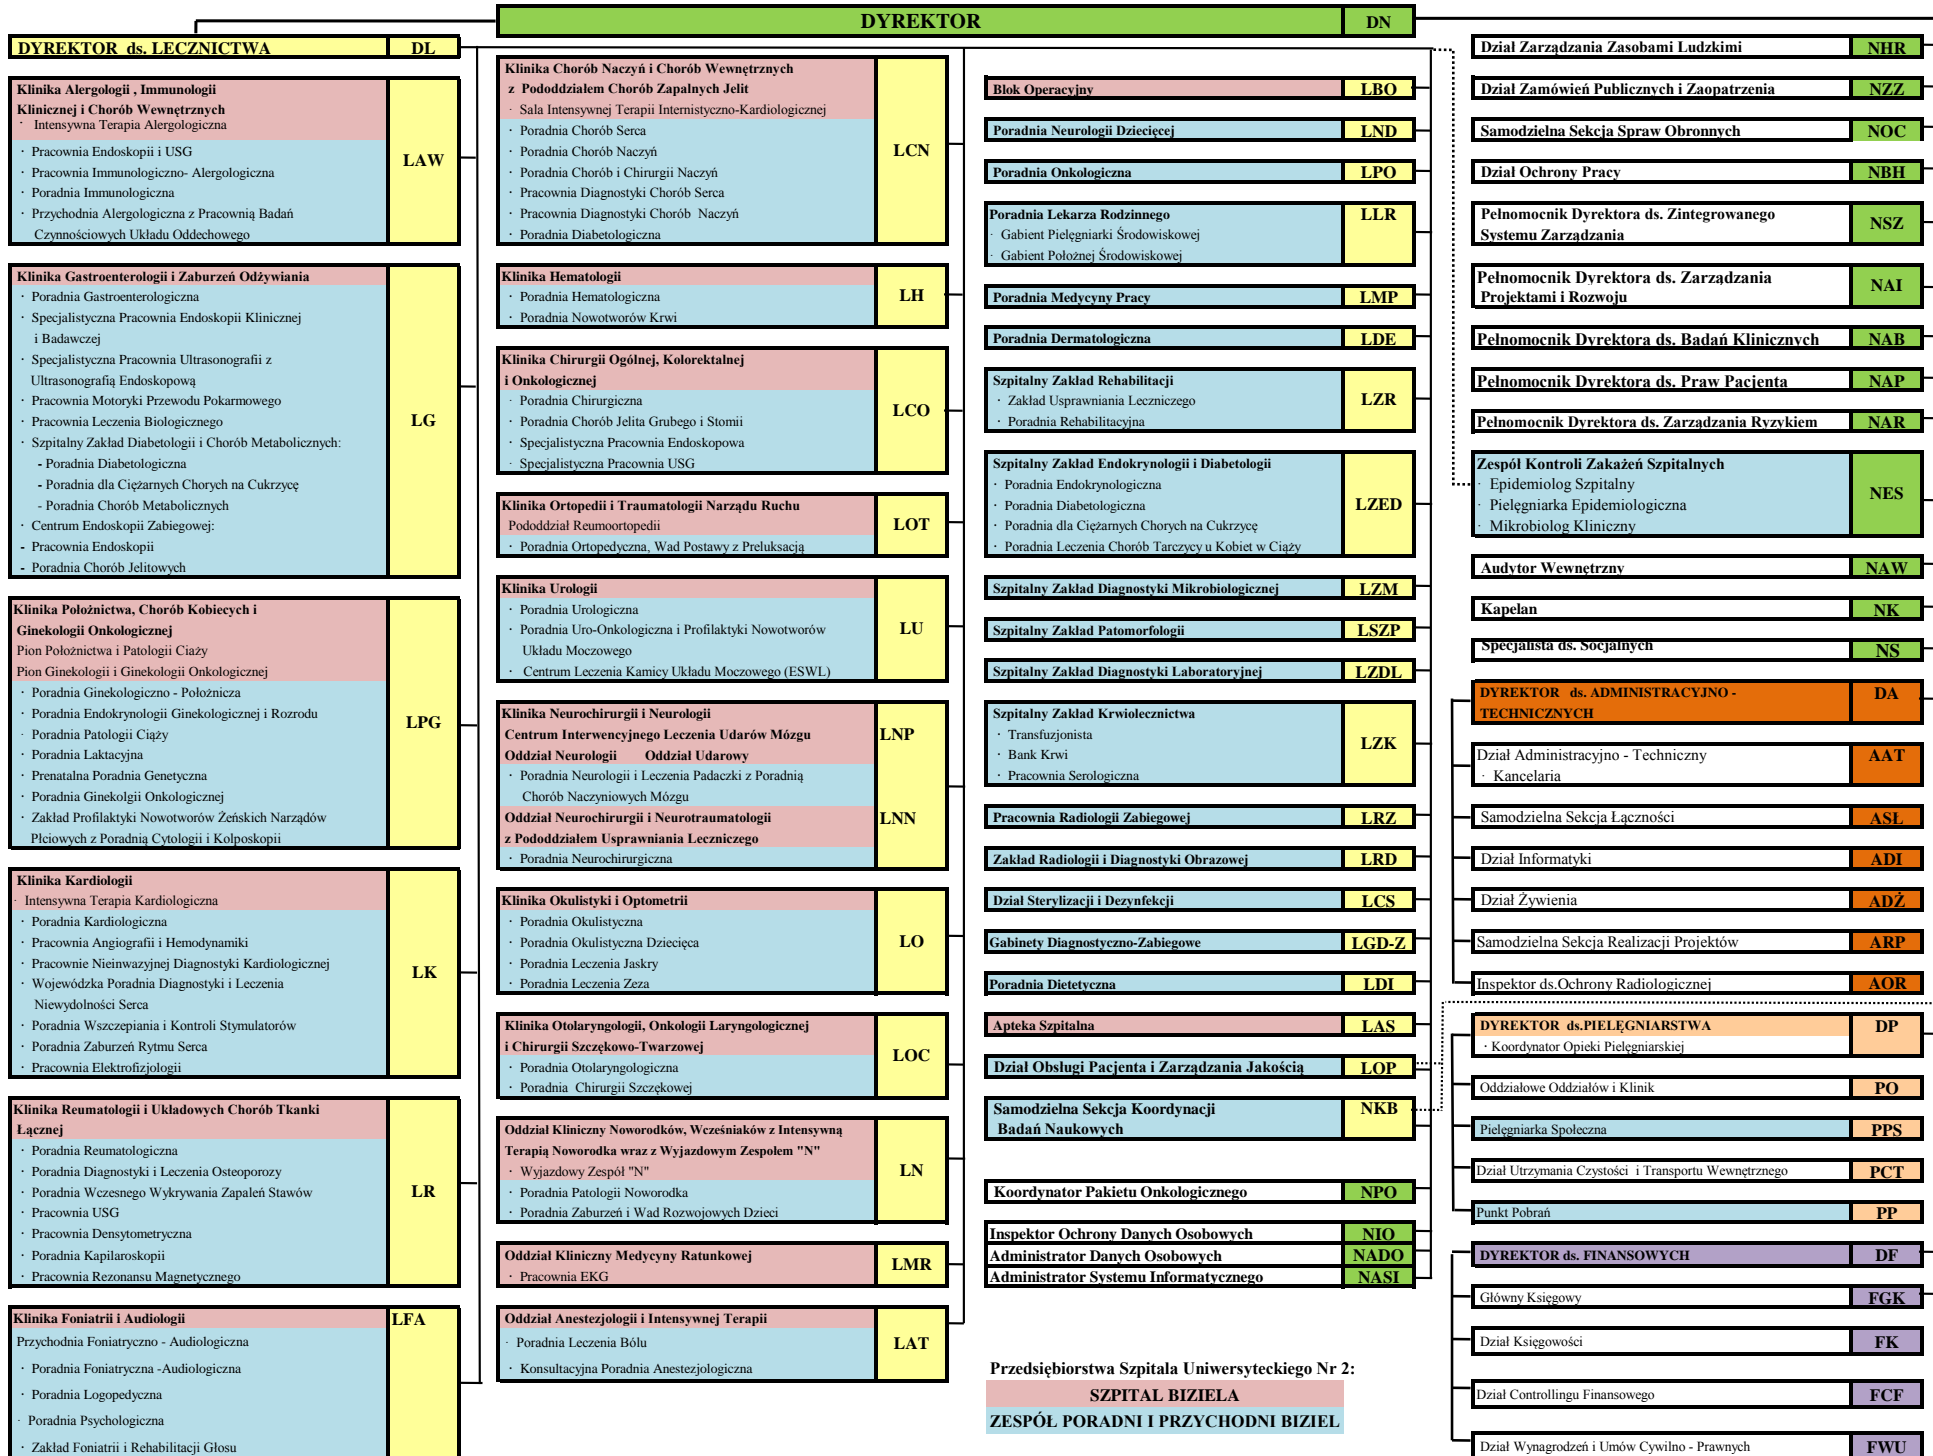 DYREKTOR DN
DYREKTOR ds. LECZNICTWA DL
Klinika Alergologii , Immunologii
Klinicznej i Chorób Wewnętrznych
· Intensywna Terapia Alergologiczna
· Pracownia Endoskopii i USG
LAW
· Pracownia Immunologiczno- Alergologiczna
· Poradnia Immunologiczna
· Przychodnia Alergologiczna z Pracownią Badań
Czynnościowych Układu Oddechowego
Klinika Gastroenterologii i Zaburzeń Odżywiania
· Poradnia Gastroenterologiczna
· Specjalistyczna Pracownia Endoskopii Klinicznej
i Badawczej
· Specjalistyczna Pracownia Ultrasonografii z
Ultrasonografią Endoskopową
· Pracownia Motoryki Przewodu Pokarmowego
· Pracownia Leczenia Biologicznego
LG
· Szpitalny Zakład Diabetologii i Chorób Metabolicznych:
- Poradnia Diabetologiczna
- Poradnia dla Ciężarnych Chorych na Cukrzycę
- Poradnia Chorób Metabolicznych
· Centrum Endoskopii Zabiegowej:
- Pracownia Endoskopii
- Poradnia Chorób Jelitowych
Klinika Położnictwa, Chorób Kobiecych i
Ginekologii Onkologicznej
Pion Położnictwa i Patologii Ciaży
Pion Ginekologii i Ginekologii Onkologicznej
· Poradnia Ginekologiczno - Położnicza
· Poradnia Endokrynologii Ginekologicznej i Rozrodu
LPG
· Poradnia Patologii Ciąży
· Poradnia Laktacyjna
· Prenatalna Poradnia Genetyczna
· Poradnia Ginekolgii Onkologicznej
· Zakład Profilaktyki Nowotworów Żeńskich Narządów
Płciowych z Poradnią Cytologii i Kolposkopii
Klinika Kardiologii
· Intensywna Terapia Kardiologiczna
· Poradnia Kardiologiczna
· Pracownia Angiografii i Hemodynamiki
· Pracownie Nieinwazyjnej Diagnostyki Kardiologicznej
LK
· Wojewódzka Poradnia Diagnostyki i Leczenia
Niewydolności Serca
· Poradnia Wszczepiania i Kontroli Stymulatorów
· Poradnia Zaburzeń Rytmu Serca
· Pracownia Elektrofizjologii
Klinika Reumatologii i Układowych Chorób Tkanki
Łącznej
· Poradnia Reumatologiczna
· Poradnia Diagnostyki i Leczenia Osteoporozy
· Poradnia Wczesnego Wykrywania Zapaleń Stawów
LR
· Pracownia USG
· Pracownia Densytometryczna
· Poradnia Kapilaroskopii
· Pracownia Rezonansu Magnetycznego
Klinika Foniatrii i Audiologii LFA
Przychodnia Foniatryczno - Audiologiczna
· Poradnia Foniatryczna -Audiologiczna
· Poradnia Logopedyczna
· Poradnia Psychologiczna
· Zakład Foniatrii i Rehabilitacji Głosu
Klinika Chorób Naczyń i Chorób Wewnętrznych
z Pododdziałem Chorób Zapalnych Jelit
· Sala Intensywnej Terapii Internistyczno-Kardiologicznej
· Poradnia Chorób Serca
· Poradnia Chorób Naczyń
LCN
· Poradnia Chorób i Chirurgii Naczyń
· Pracownia Diagnostyki Chorób Serca
· Pracownia Diagnostyki Chorób Naczyń
· Poradnia Diabetologiczna
Klinika Hematologii
· Poradnia Hematologiczna
LH
· Poradnia Nowotworów Krwi
Klinika Chirurgii Ogólnej, Kolorektalnej
i Onkologicznej
· Poradnia Chirurgiczna
LCO
· Poradnia Chorób Jelita Grubego i Stomii
· Specjalistyczna Pracownia Endoskopowa
· Specjalistyczna Pracownia USG
Klinika Ortopedii i Traumatologii Narządu Ruchu
Pododdział Reumoortopedii
LOT
· Poradnia Ortopedyczna, Wad Postawy z Preluksacją
Klinika Urologii
· Poradnia Urologiczna
· Poradnia Uro-Onkologiczna i Profilaktyki Nowotworów
LU
Układu Moczowego
· Centrum Leczenia Kamicy Układu Moczowego (ESWL)
Klinika Neurochirurgii i Neurologii
Centrum Interwencyjnego Leczenia Udarów Mózgu LNP
Oddział Neurologii Oddział Udarowy
· Poradnia Neurologii i Leczenia Padaczki z Poradnią
Chorób Naczyniowych Mózgu
Oddział Neurochirurgii i Neurotraumatologii LNN
z Pododdziałem Usprawniania Leczniczego
· Poradnia Neurochirurgiczna
Klinika Okulistyki i Optometrii
· Poradnia Okulistyczna
· Poradnia Okulistyczna Dziecięca
LO
· Poradnia Leczenia Jaskry
· Poradnia Leczenia Zeza
Klinika Otolaryngologii, Onkologii Laryngologicznej
i Chirurgii Szczękowo-Twarzowej
LOC
· Poradnia Otolaryngologiczna
· Poradnia Chirurgii Szczękowej
Oddział Kliniczny Noworodków, Wcześniaków z Intensywną
Terapią Noworodka wraz z Wyjazdowym Zespołem "N"
· Wyjazdowy Zespół "N"
LN
· Poradnia Patologii Noworodka
· Poradnia Zaburzeń i Wad Rozwojowych Dzieci
Oddział Kliniczny Medycyny Ratunkowej
LMR
· Pracownia EKG
Oddział Anestezjologii i Intensywnej Terapii
· Poradnia Leczenia Bólu
LAT
· Konsultacyjna Poradnia Anestezjologiczna
Blok Operacyjny LBO
Poradnia Neurologii Dziecięcej LND
Poradnia Onkologiczna LPO
Poradnia Lekarza Rodzinnego LLR
· Gabient Pielęgniarki Środowiskowej
· Gabient Położnej Środowiskowej
Poradnia Medycyny Pracy LMP
Poradnia Dermatologiczna LDE
Szpitalny Zakład Rehabilitacji
· Zakład Usprawniania Leczniczego LZR
· Poradnia Rehabilitacyjna
Szpitalny Zakład Endokrynologii i Diabetologii
· Poradnia Endokrynologiczna
· Poradnia Diabetologiczna LZED
· Poradnia dla Ciężarnych Chorych na Cukrzycę
· Poradnia Leczenia Chorób Tarczycy u Kobiet w Ciąży
Szpitalny Zakład Diagnostyki Mikrobiologicznej LZM
Szpitalny Zakład Patomorfologii LSZP
Szpitalny Zakład Diagnostyki Laboratoryjnej LZDL
Szpitalny Zakład Krwiolecznictwa
· Transfuzjonista
LZK
· Bank Krwi
· Pracownia Serologiczna
Pracownia Radiologii Zabiegowej LRZ
Zakład Radiologii i Diagnostyki Obrazowej LRD
Dział Sterylizacji i Dezynfekcji LCS
Gabinety Diagnostyczno-Zabiegowe LGD-Z
Poradnia Dietetyczna LDI
Apteka Szpitalna LAS
Dział Obsługi Pacjenta i Zarządzania Jakością LOP
Samodzielna Sekcja Koordynacji NKB
Badań Naukowych
Koordynator Pakietu Onkologicznego NPO
Inspektor Ochrony Danych Osobowych NIO
Administrator Danych Osobowych NADO
Administrator Systemu Informatycznego NASI
Przedsiębiorstwa Szpitala Uniwersyteckiego Nr 2:
SZPITAL BIZIELA
ZESPÓŁ PORADNI I PRZYCHODNI BIZIEL
Dział Zarządzania Zasobami Ludzkimi NHR
Dział Zamówień Publicznych i Zaopatrzenia NZZ
Samodzielna Sekcja Spraw Obronnych NOC
Dział Ochrony Pracy NBH
Pełnomocnik Dyrektora ds. Zintegrowanego
Systemu Zarządzania NSZ
Pełnomocnik Dyrektora ds. Zarządzania
Projektami i Rozwoju NAI
Pełnomocnik Dyrektora ds. Badań Klinicznych NAB
Pełnomocnik Dyrektora ds. Praw Pacjenta NAP
Pełnomocnik Dyrektora ds. Zarządzania Ryzykiem NAR
Zespół Kontroli Zakażeń Szpitalnych
· Epidemiolog Szpitalny
NES
· Pielęgniarka Epidemiologiczna
· Mikrobiolog Kliniczny
Audytor Wewnętrzny NAW
Kapelan NK
Specjalista ds. Socjalnych NS
DYREKTOR ds. ADMINISTRACYJNO - DA
TECHNICZNYCH
Dział Administracyjno - Techniczny AAT
· Kancelaria
Samodzielna Sekcja Łączności ASŁ
Dział Informatyki ADI
Dział Żywienia ADŻ
Samodzielna Sekcja Realizacji Projektów ARP
Inspektor ds.Ochrony Radiologicznej AOR
DYREKTOR ds.PIELĘGNIARSTWA DP
· Koordynator Opieki Pielęgniarskiej
Oddziałowe Oddziałów i Klinik PO
Pielęgniarka Społeczna PPS
Dział Utrzymania Czystości i Transportu Wewnętrznego PCT
Punkt Pobrań PP
DYREKTOR ds. FINANSOWYCH DF
Główny Księgowy FGK
Dział Księgowości FK
Dział Controllingu Finansowego FCF
Dział Wynagrodzeń i Umów Cywilno - Prawnych FWU